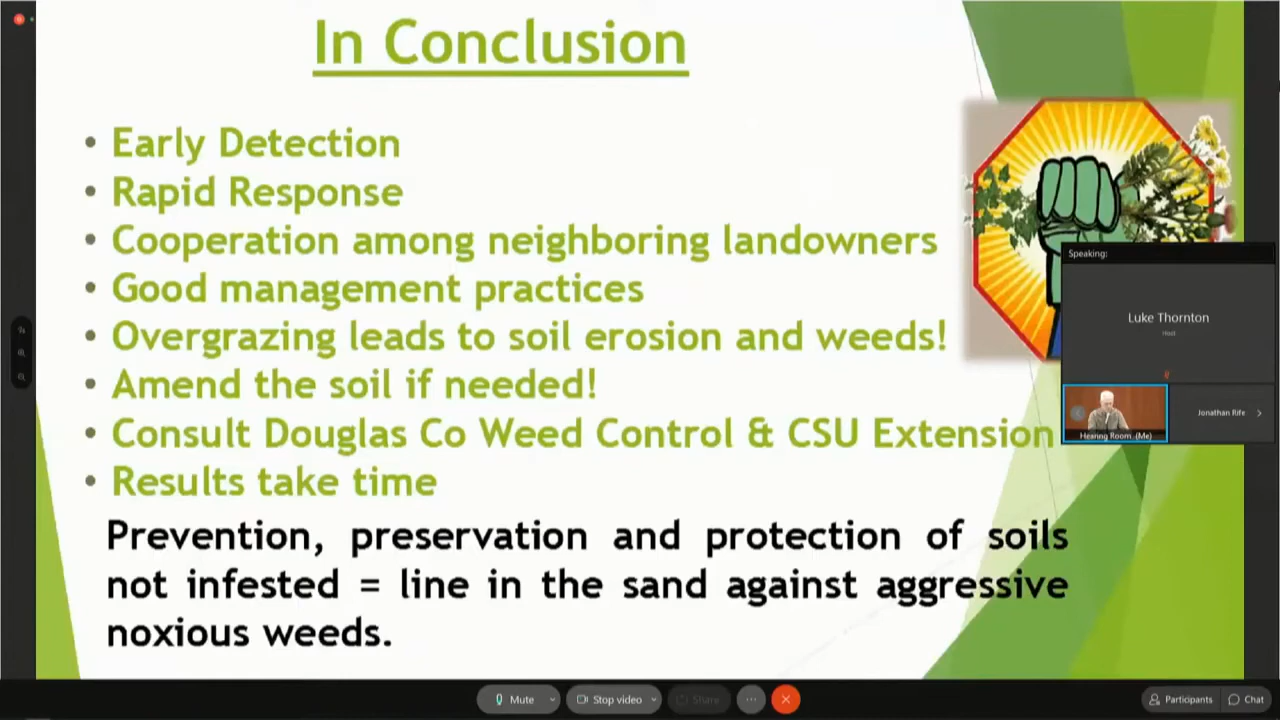 In Conclusion
• Early Detection
• Rapid Response
• Cooperation among neighboring landowners
• Good management practices
• Overgrazing leads to soil erosion and weeds!
• Amend the soil if needed!
• Consult Douglas Co Weed Control & CSU Extension
• Results take time
Prevention, preservation and protection of soils
not infested = line in the sand against aggressive
noxious weeds.
Speaking:
Luke Thornton
Host
Hearing Room (Me)
Jonathan Rife
Mute
Stop video
Share
Participants
Chat